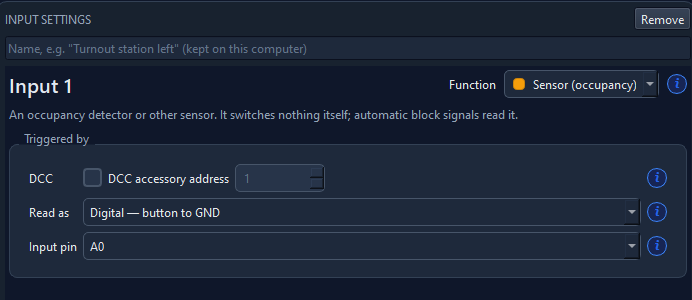 INPUT SETTINGS
Remove
Name, e.g. "Turnout station left" (kept on this computer)
Input 1
Function
Sensor (occupancy)
i
An occupancy detector or other sensor. It switches nothing itself; automatic block signals read it.
Triggered by
DCC
DCC accessory address
1
i
Read as
Digital — button to GND
i
Input pin
A0
i